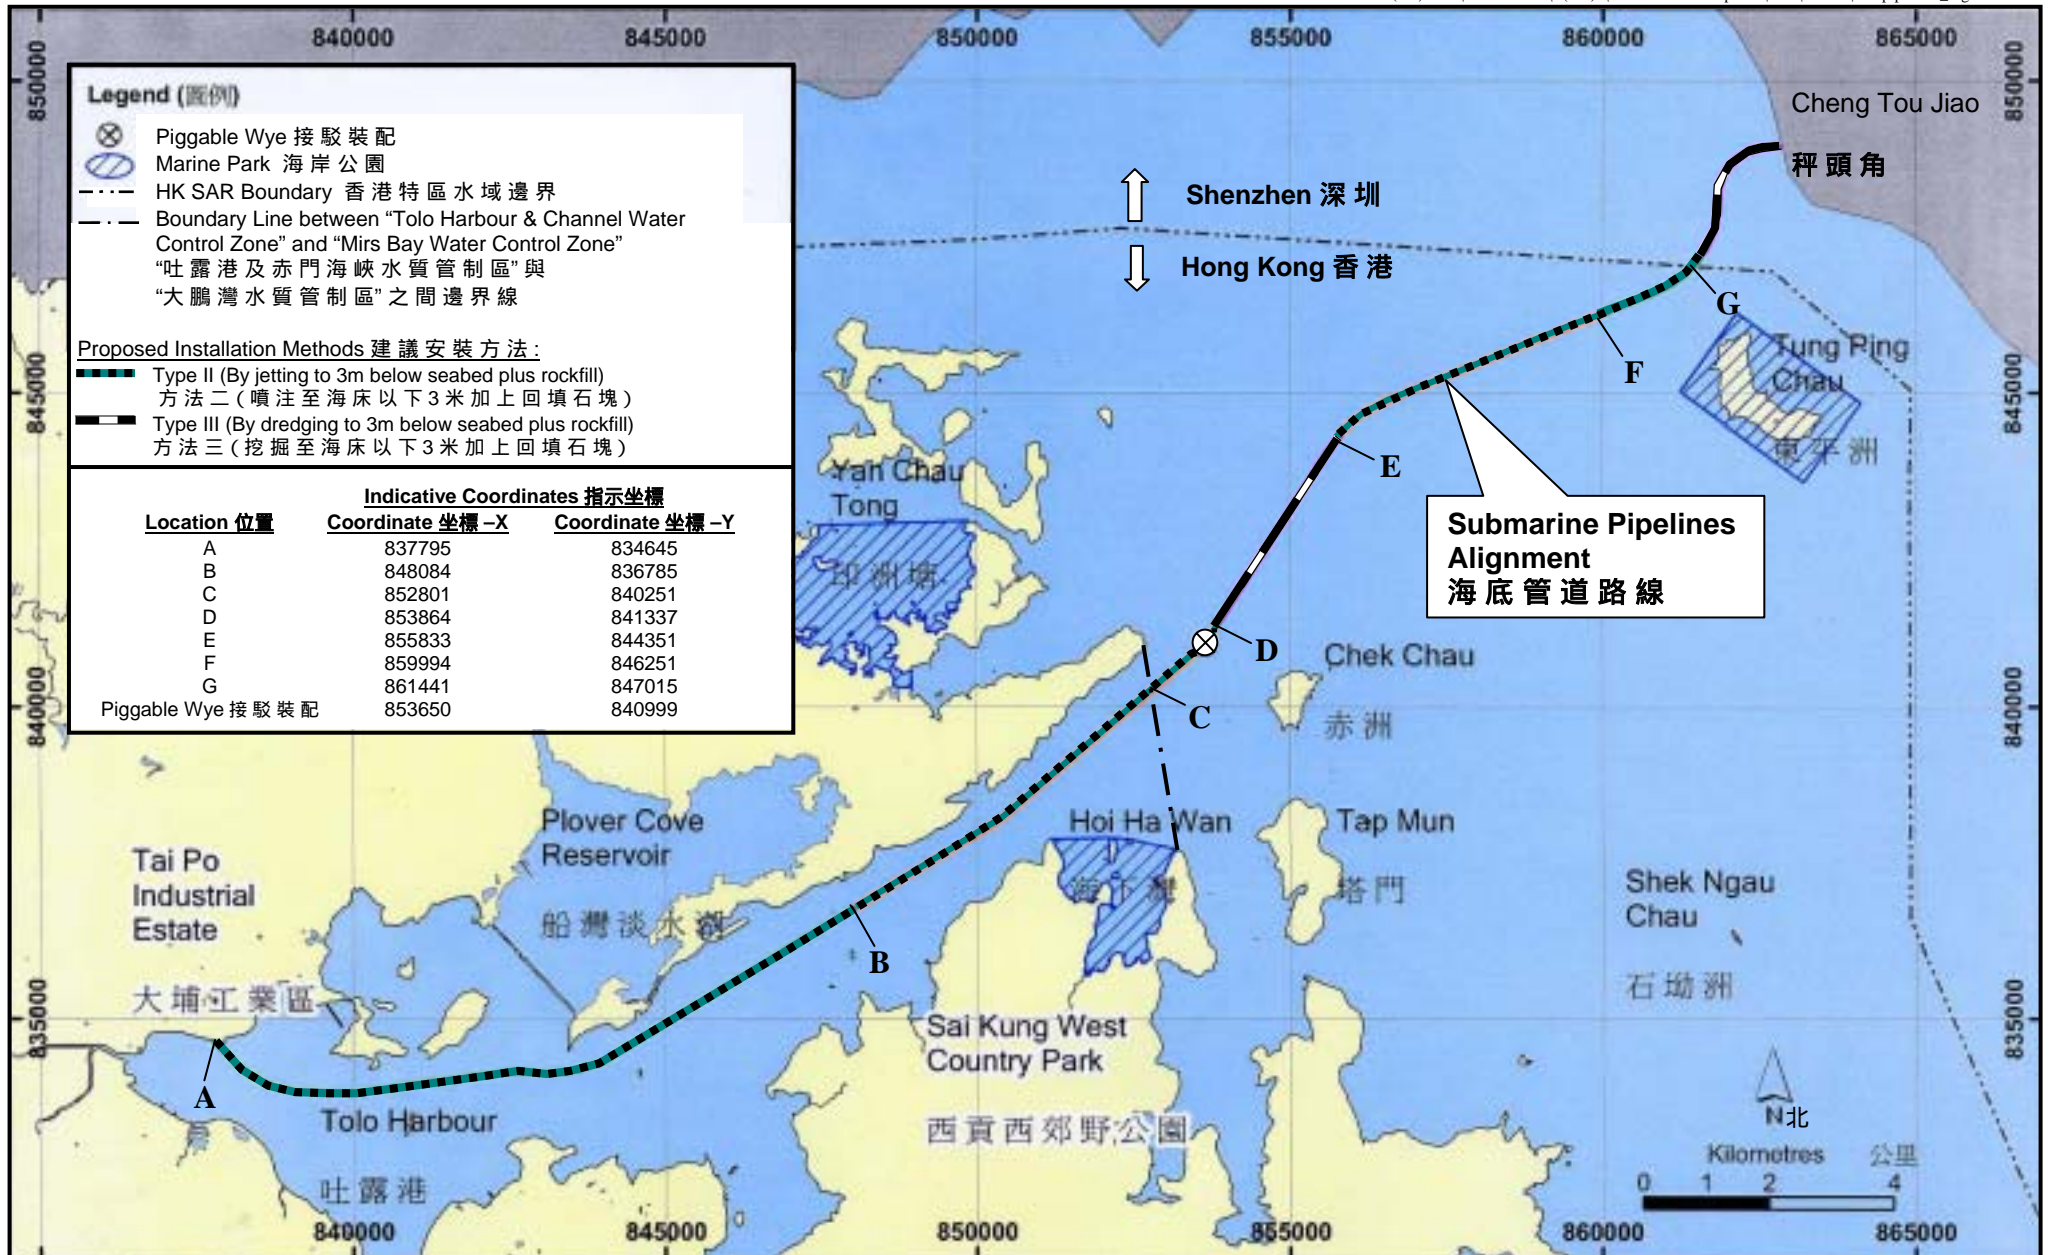 840000 845000 850000 855000 860000 865000
850000
845000
840000
835000
850000
845000
840000
835000
Legend (圖例)
Piggable Wye 接駁裝配
Marine Park 海岸公園
HK SAR Boundary 香港特區水域邊界
Boundary Line between “Tolo Harbour & Channel Water
Control Zone” and “Mirs Bay Water Control Zone”
“吐露港及赤門海峽水質管制區”與
“大鵬灣水質管制區”之間邊界線
Proposed Installation Methods 建議安裝方法:
Type II (By jetting to 3m below seabed plus rockfill)
方法二(噴注至海床以下3米加上回填石塊)
Type III (By dredging to 3m below seabed plus rockfill)
方法三(挖掘至海床以下3米加上回填石塊)
Indicative Coordinates 指示坐標
Location 位置 Coordinate 坐標 –X Coordinate 坐標 –Y
A 837795 834645
B 848084 836785
C 852801 840251
D 853864 841337
E 855833 844351
F 859994 846251
G 861441 847015
Piggable Wye 接駁裝配 853650 840999
Cheng Tou Jiao
秤頭角
Shenzhen 深圳
Hong Kong 香港
G
F
Tung Ping
Chau
東平洲
E
Submarine Pipelines
Alignment
海底管道路線
Yan Chau
Tong
印洲塘
D
Chek Chau
赤洲
C
Plover Cove
Reservoir
船灣淡水湖
Hoi Ha Wan
海下灣
Tap Mun
塔門
Tai Po
Industrial
Estate
大埔工業區
Shek Ngau
Chau
石坳洲
B
Sai Kung West
Country Park
西貢西郊野公園
A
Tolo Harbour
吐露港
N北
Kilometres 公里
0 1 2 4
840000 845000 850000 855000 860000 865000